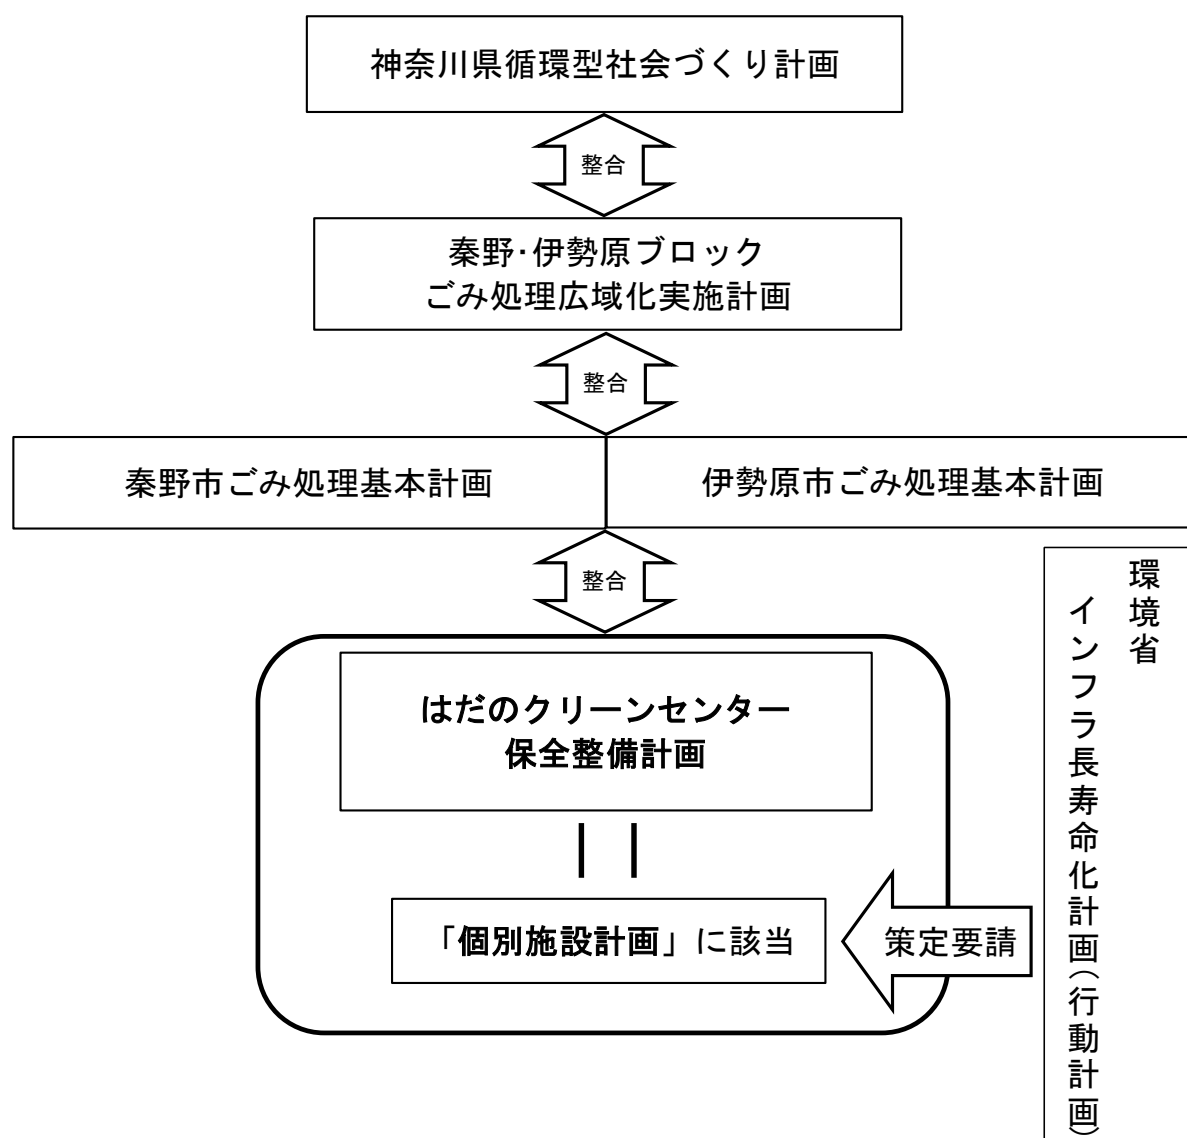 神奈川県循環型社会づくり計画
整合
秦野･伊勢原ブロック
ごみ処理広域化実施計画
整合
秦野市ごみ処理基本計画
伊勢原市ごみ処理基本計画
整合
環境省
インフラ長寿命化計画（行動計画）
はだのクリーンセンター
保全整備計画
「個別施設計画」に該当
策定要請